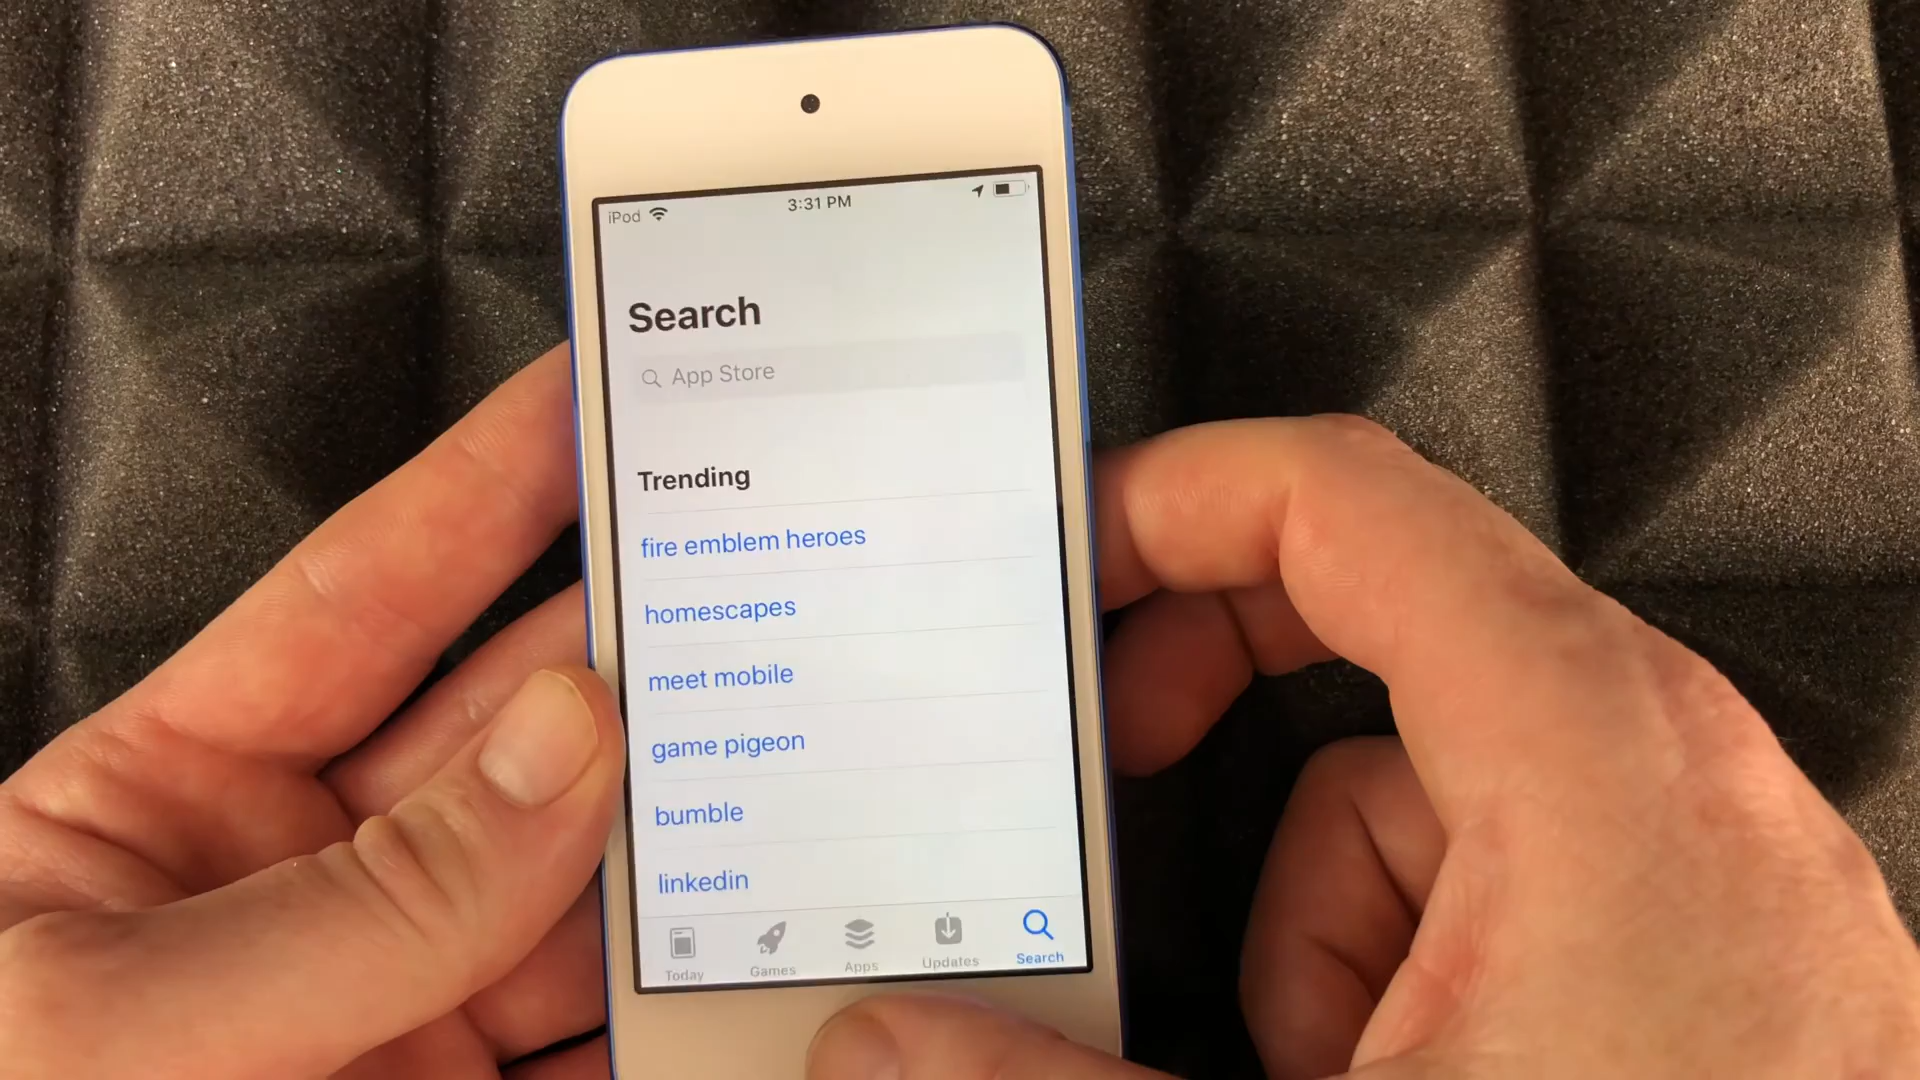 iPod
3:31 PM
Search
App Store
Trending
fire emblem heroes
homescapes
meet mobile
game pigeon
bumble
linkedin
Today
Games
Apps
Updates
Search